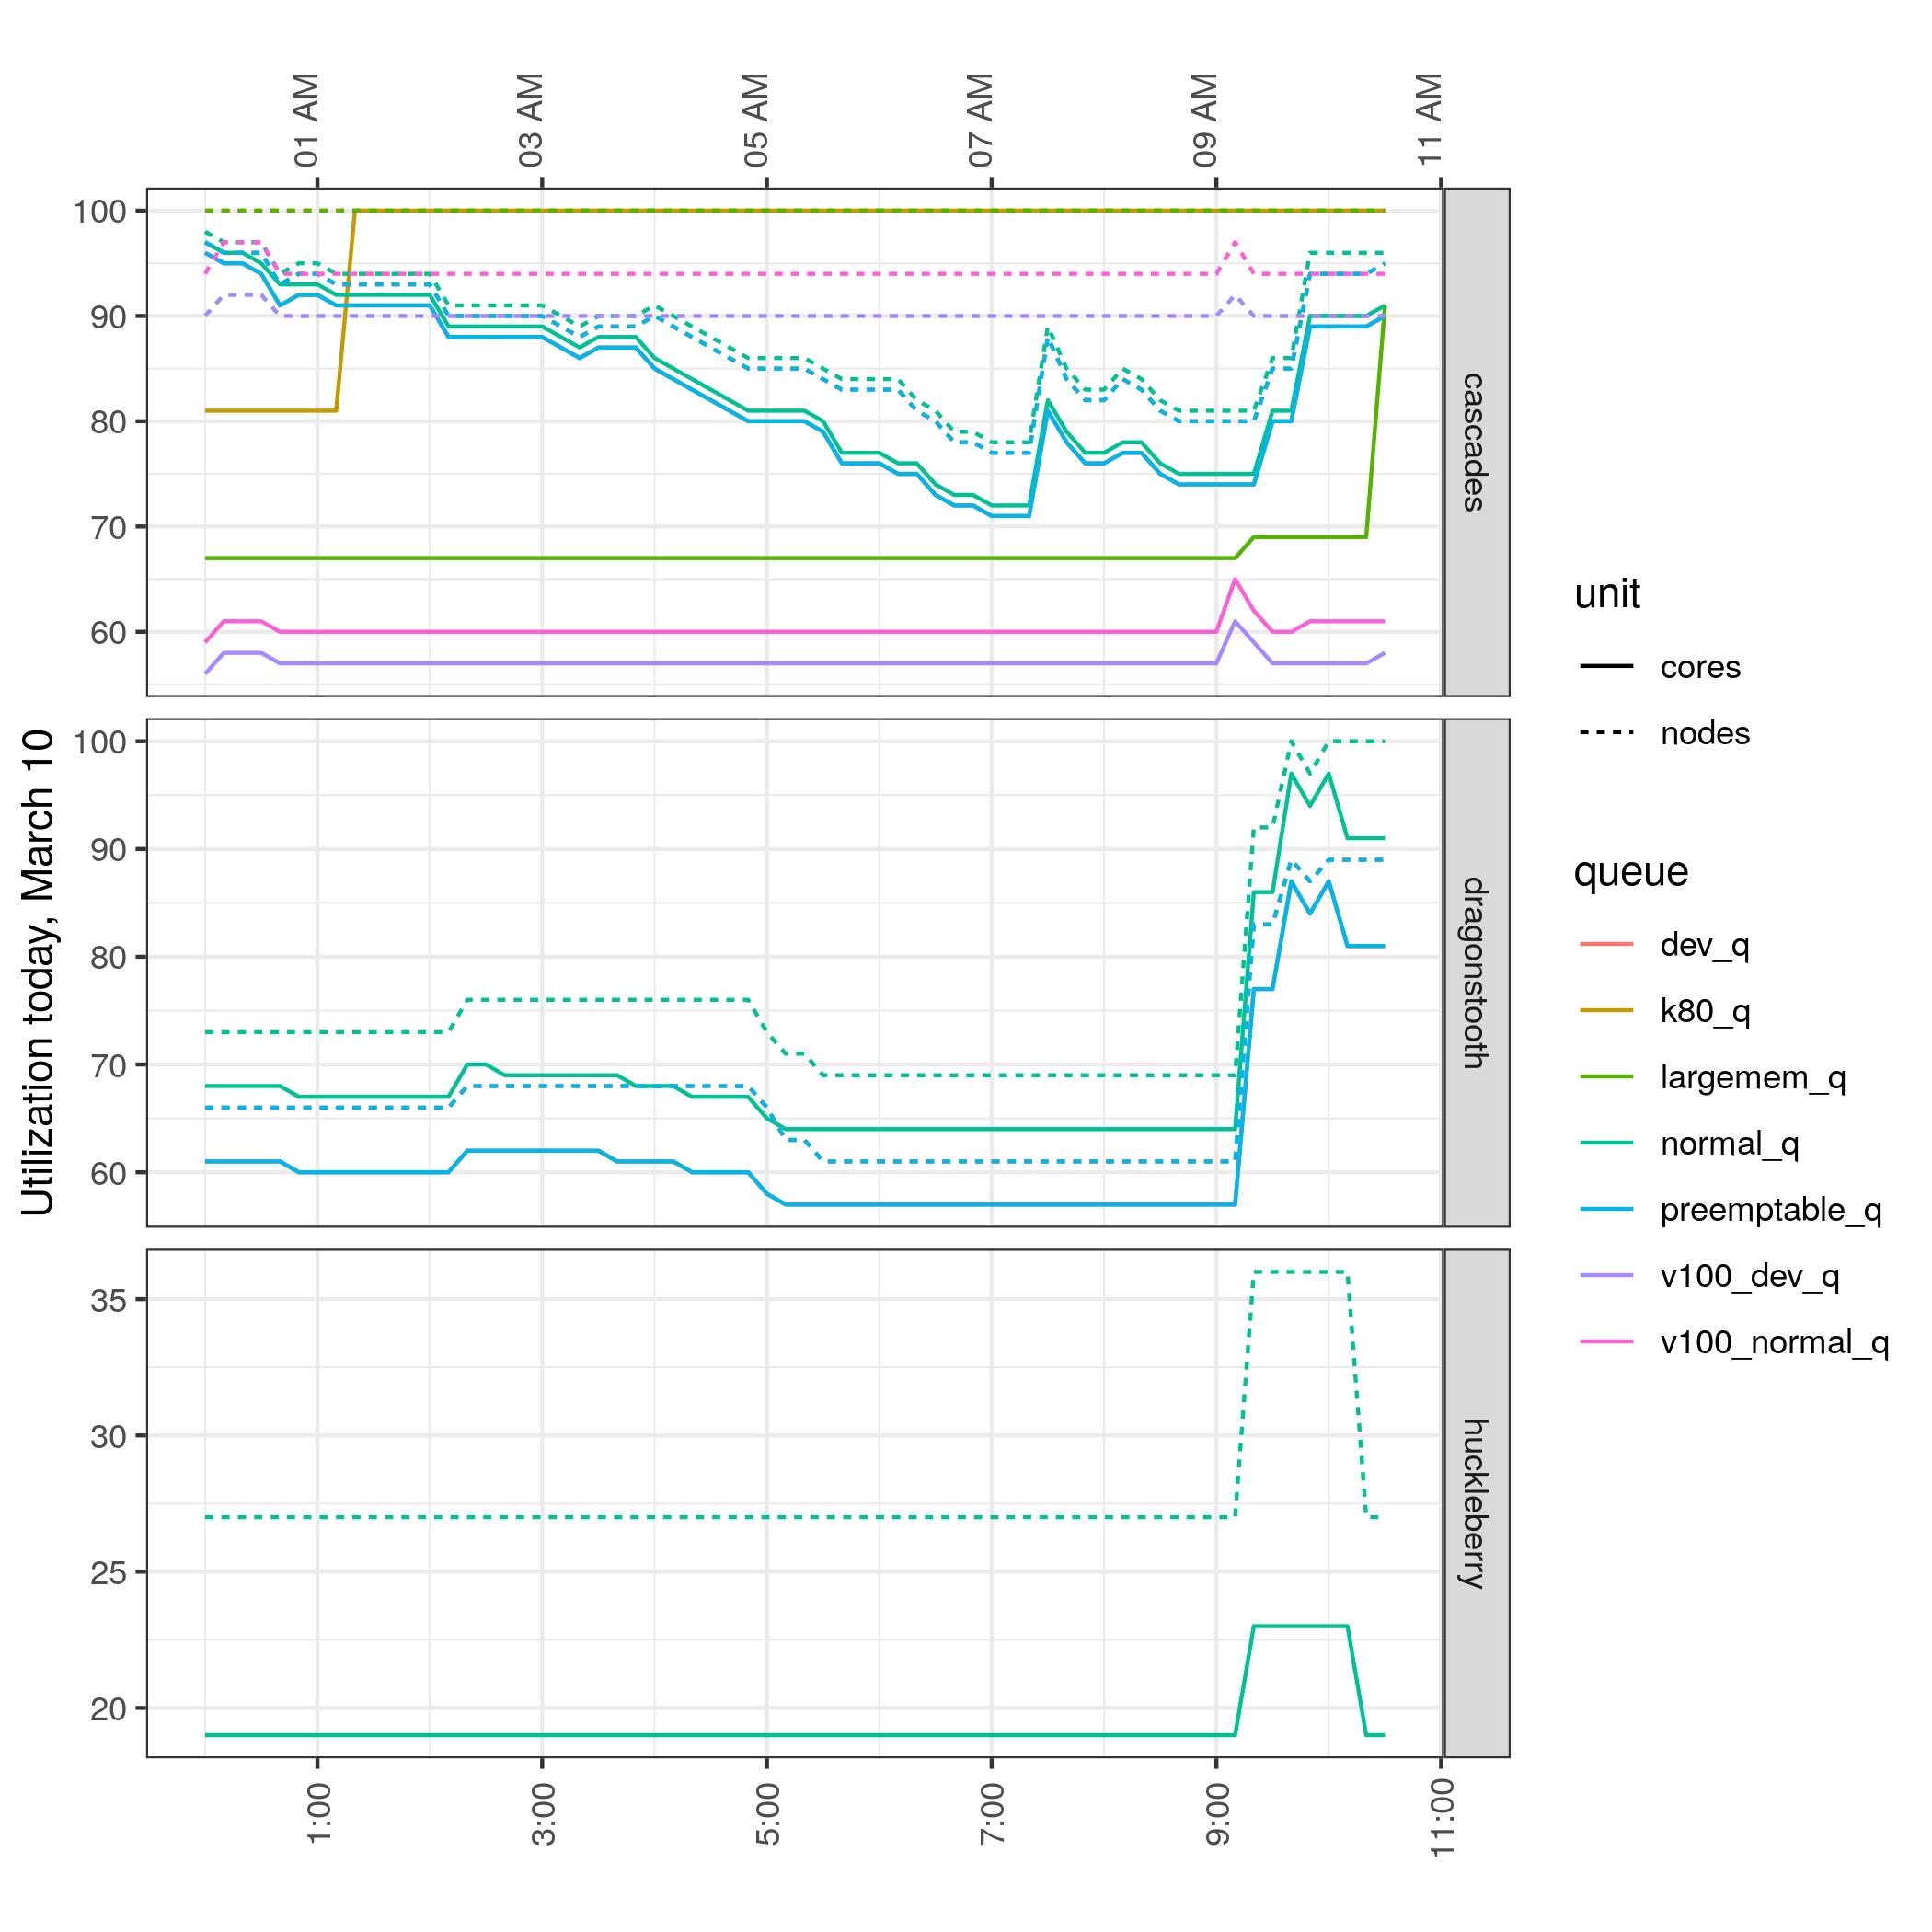 01 AM
03 AM
05 AM
07 AM
09 AM
11 AM
Utilization today, March 10
100
90
80
70
60
cascades
100
90
80
70
60
dragonstooth
35
30
25
20
huckleberry
1:00
3:00
5:00
7:00
9:00
11:00
unit
cores
nodes
queue
dev_q
k80_q
largemem_q
normal_q
preemptable_q
v100_dev_q
v100_normal_q